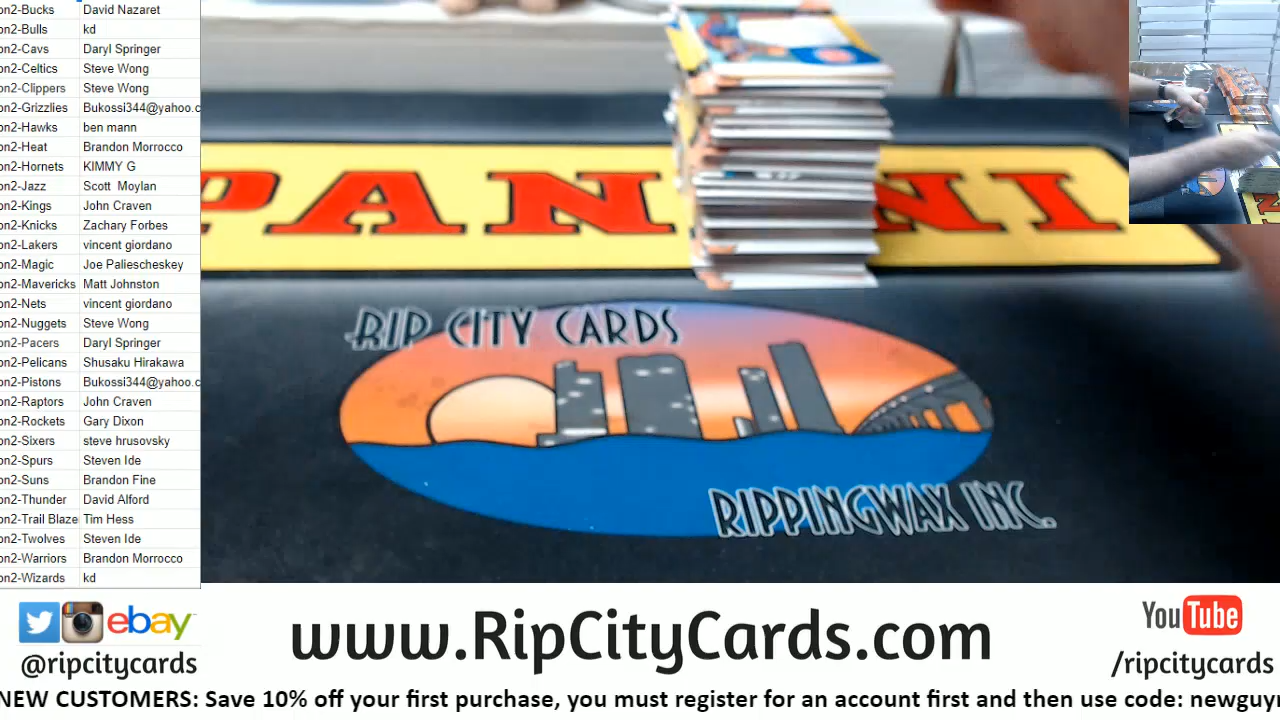 on2-Bucks David Nazaret
on2-Bulls kd
on2-Cavs Daryl Springer
on2-Celtics Steve Wong
on2-Clippers Steve Wong
on2-Grizzlies Bukossi344@yahoo.c
on2-Hawks ben mann
on2-Heat Brandon Morrocco
on2-Hornets KIMMY G
on2-Jazz Scott Moylan
on2-Kings John Craven
on2-Knicks Zachary Forbes
on2-Lakers vincent giordano
on2-Magic Joe Paliescheskey
on2-Mavericks Matt Johnston
on2-Nets vincent giordano
on2-Nuggets Steve Wong
on2-Pacers Daryl Springer
on2-Pelicans Shusaku Hirakawa
on2-Pistons Bukossi344@yahoo.c
on2-Raptors John Craven
on2-Rockets Gary Dixon
on2-Sixers steve hrusovsky
on2-Spurs Steven Ide
on2-Suns Brandon Fine
on2-Thunder David Alford
on2-Trail Blaze Tim Hess
on2-Twolves Steven Ide
on2-Warriors Brandon Morrocco
on2-Wizards kd
PANINI
RIP CITY CARDS
RIPPINGWAX INC.
ebay
@ripcitycards
www.RipCityCards.com
YouTube
/ripcitycards
NEW CUSTOMERS: Save 10% off your first purchase, you must register for an account first and then use code: newguy